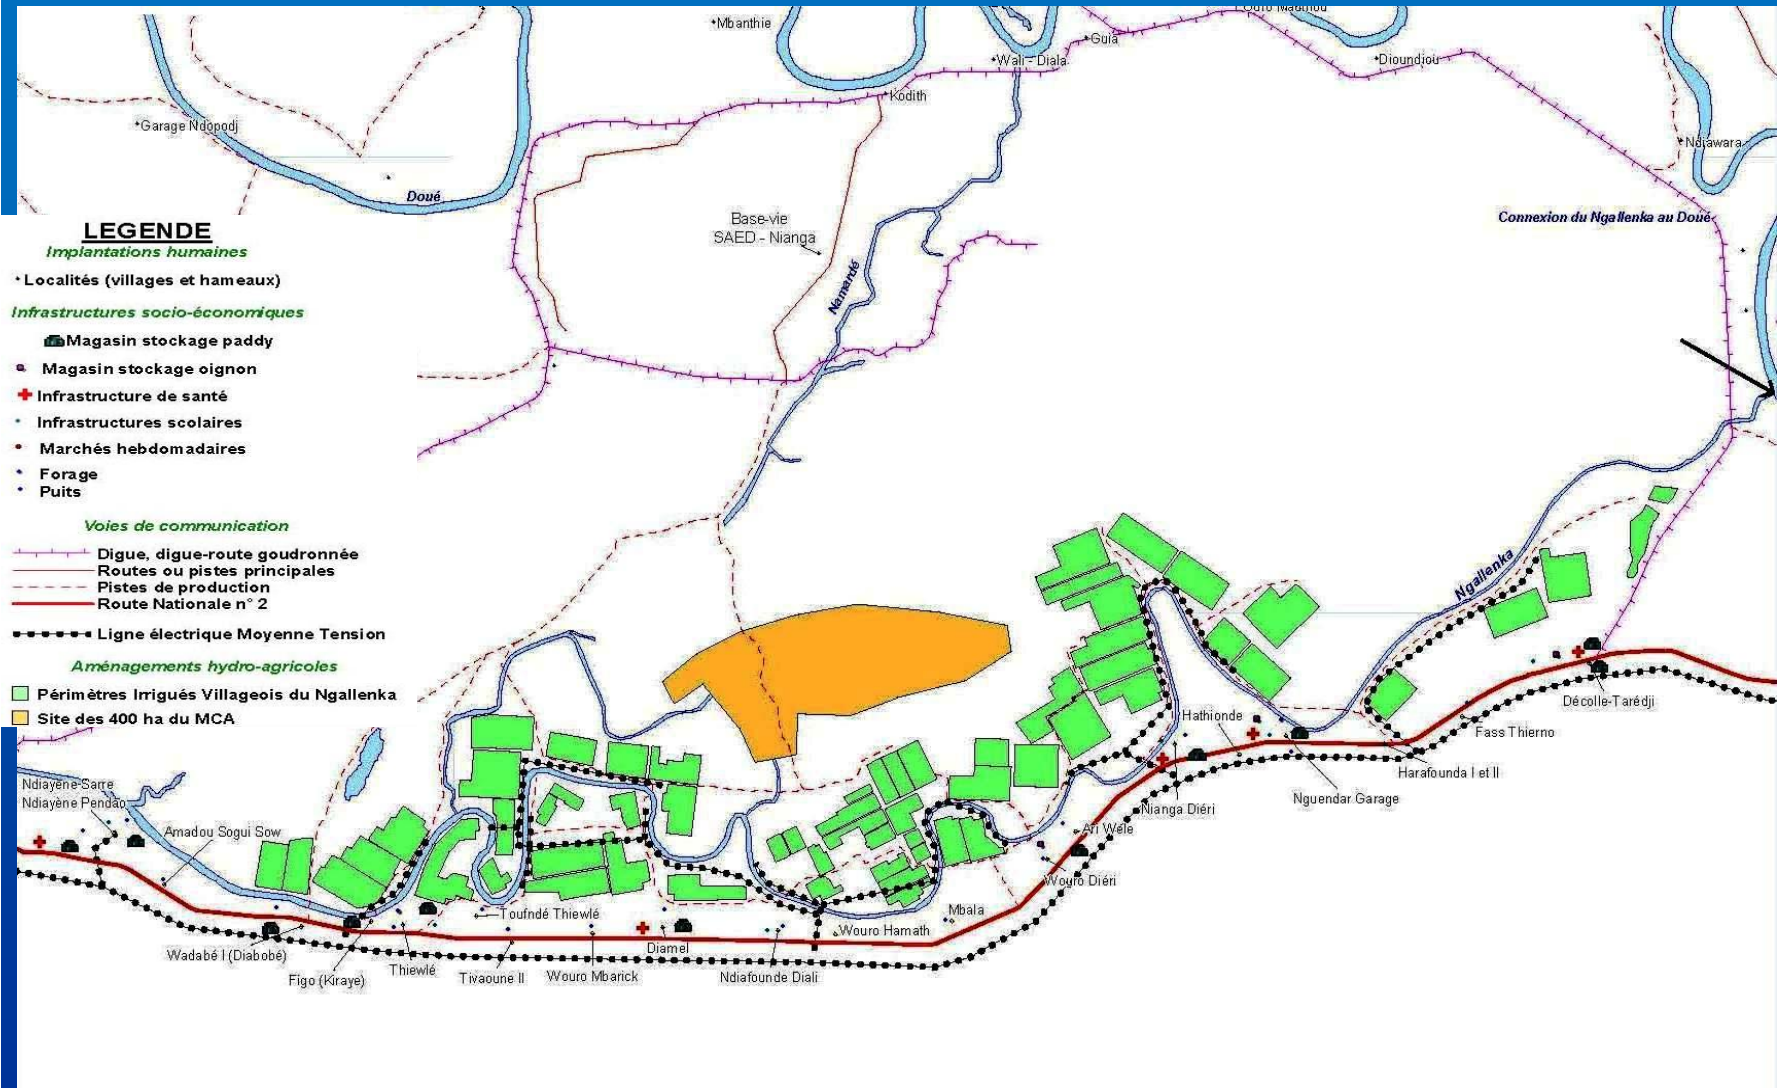 Ouro Madihou
Mbanthie
Guia
Wali - Diala
Dioundiou
Kodith
Garage Ndopodj
Ndiawara
Doué
Base-vie
SAED - Nianga
Connexion du Ngallenka au Doué
Namardé
LEGENDE
Implantations humaines
Localités (villages et hameaux)
Infrastructures socio-économiques
Magasin stockage paddy
Magasin stockage oignon
Infrastructure de santé
Infrastructures scolaires
Marchés hebdomadaires
Forage
Puits
Voies de communication
Digue, digue-route goudronnée
Routes ou pistes principales
Pistes de production
Route Nationale n° 2
Ligne électrique Moyenne Tension
Aménagements hydro-agricoles
Périmètres Irrigués Villageois du Ngallenka
Site des 400 ha du MCA
Ngallenka
Décolle-Tarédji
Hathionde
Fass Thierno
Harafounda I et II
Nguendar Garage
Nianga Diéri
Ndiayène-Sarre
Ndiayène Pendao
Amadou Sogui Sow
Ari Wele
Wouro Diéri
Mbala
Toufndé Thiewlé
Wouro Hamath
Wadabé I (Diabobé)
Figo (Kiraye)
Thiewlé
Tivaoune II
Wouro Mbarick
Diamel
Ndiafounde Diali